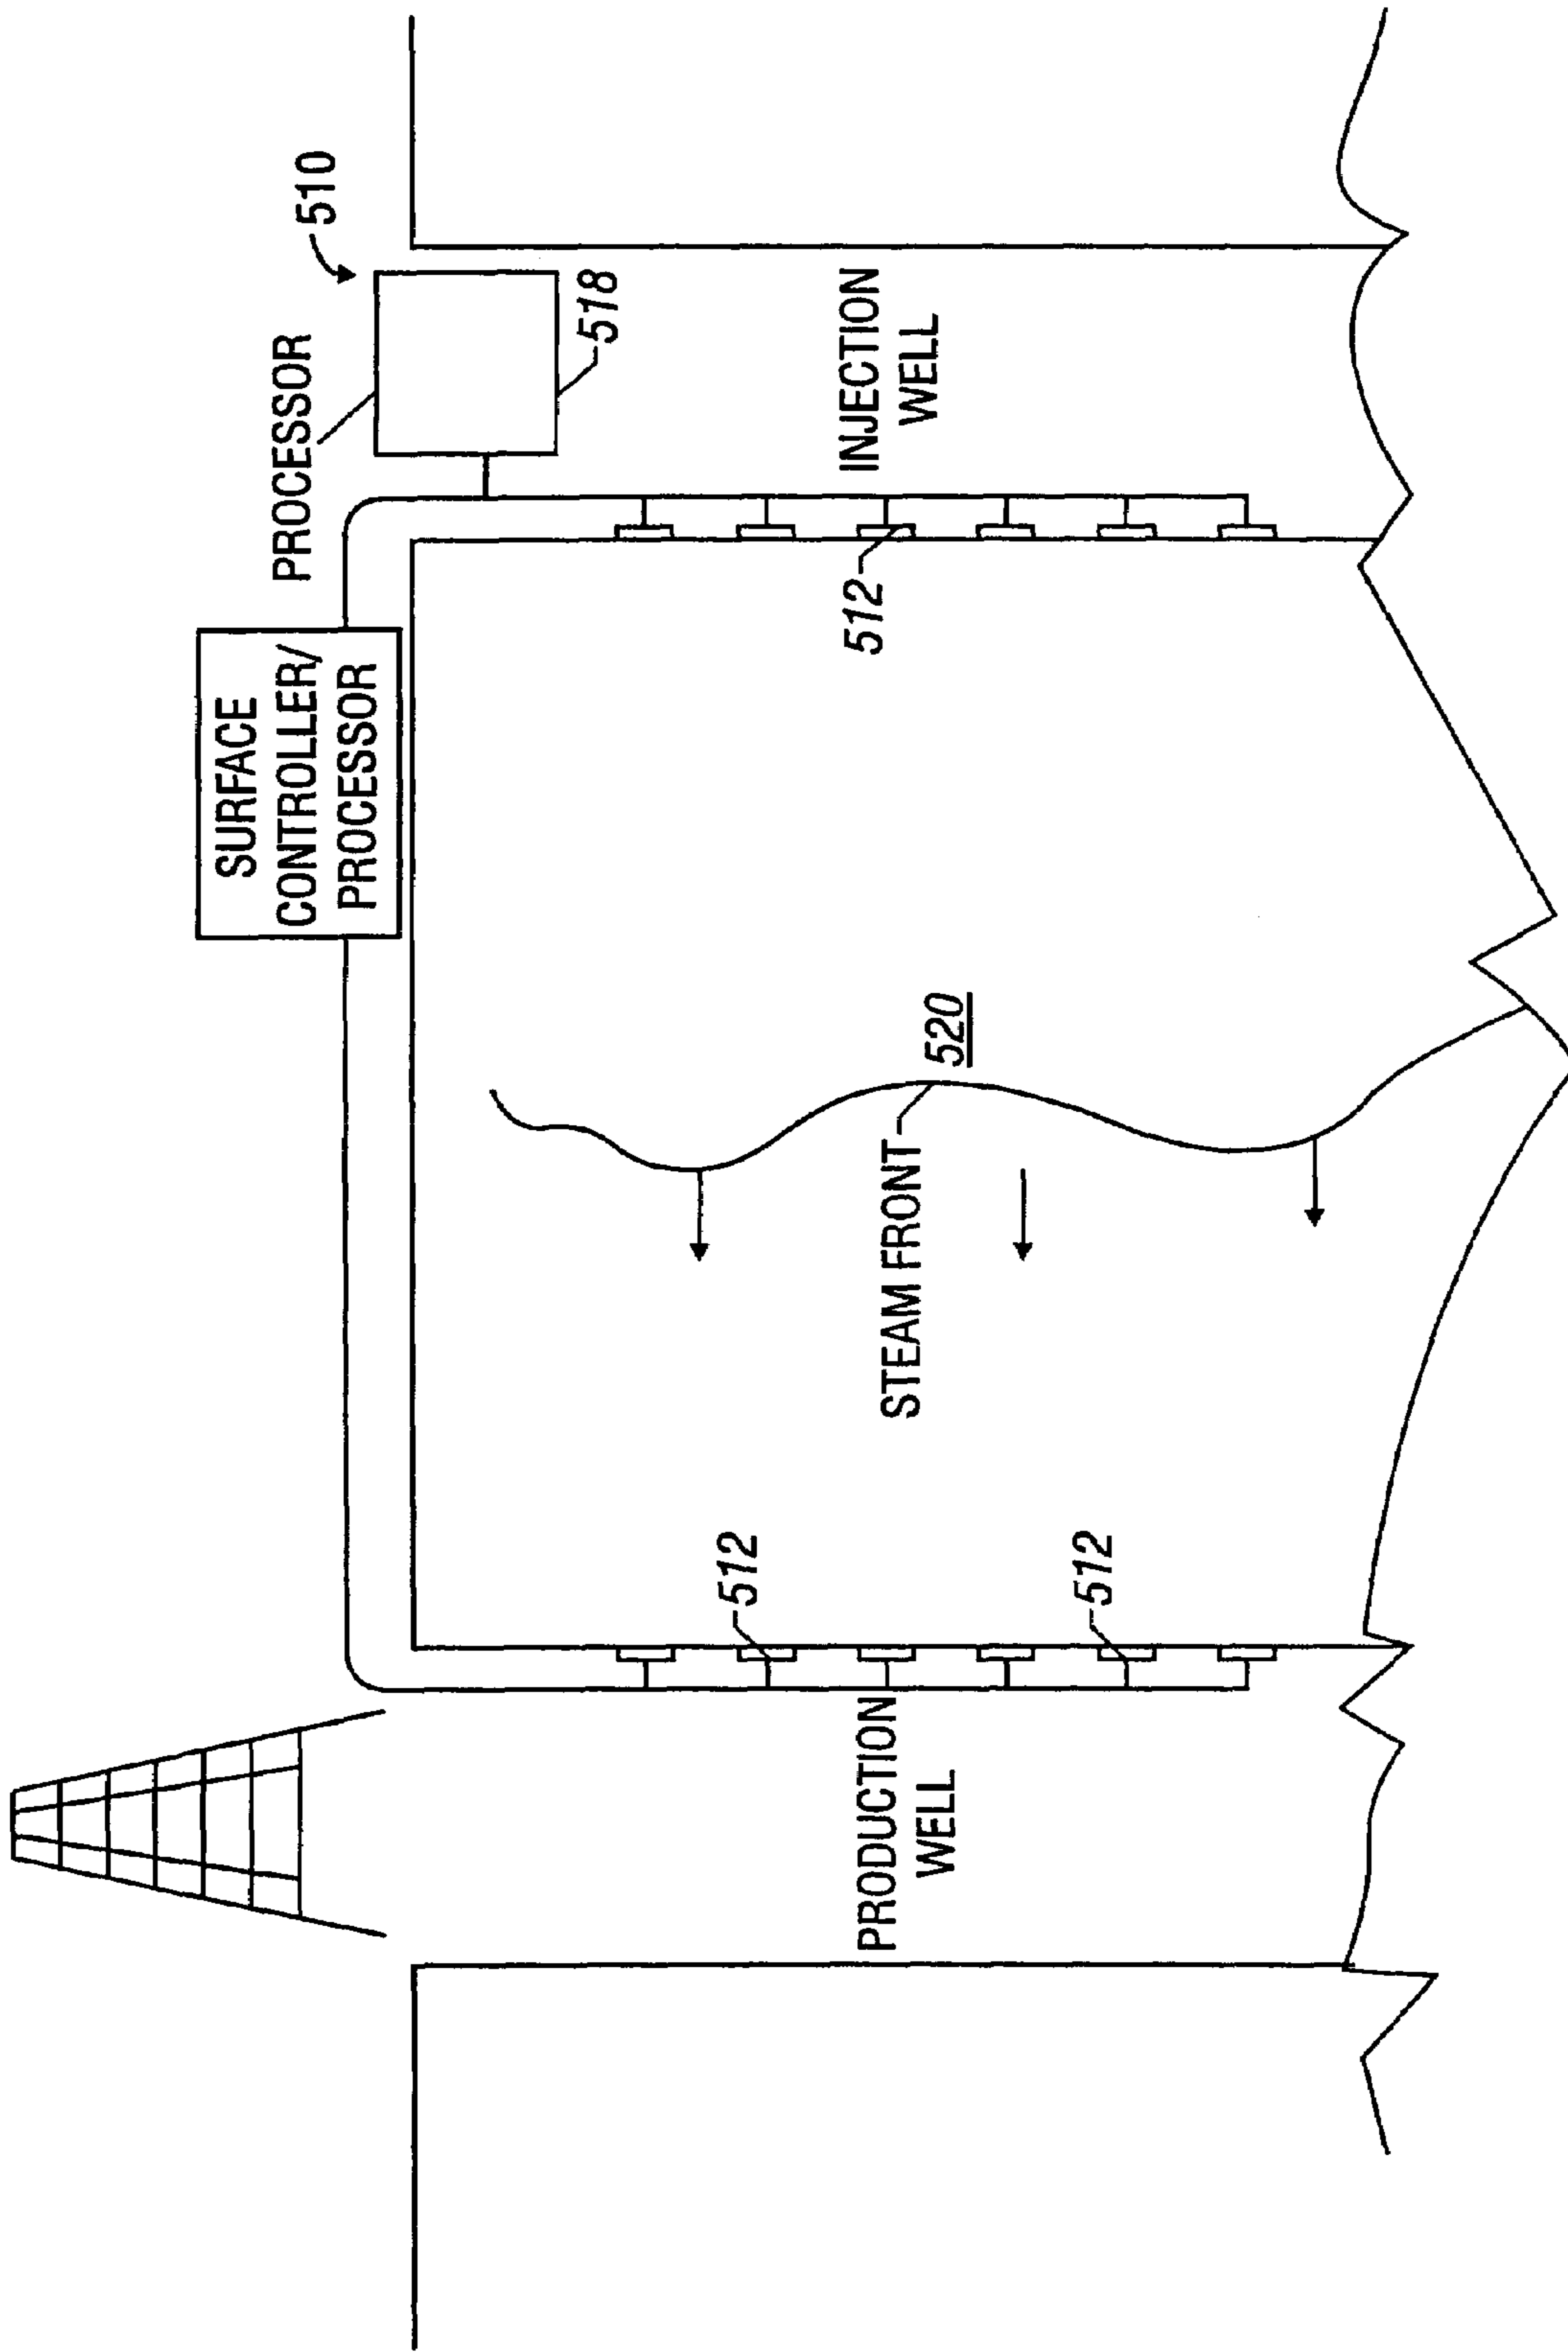 SURFACE
CONTROLLER/
PROCESSOR
PROCESSOR
510
518
INJECTION
WELL
512
520
STEAM FRONT
512
512
PRODUCTION
WELL